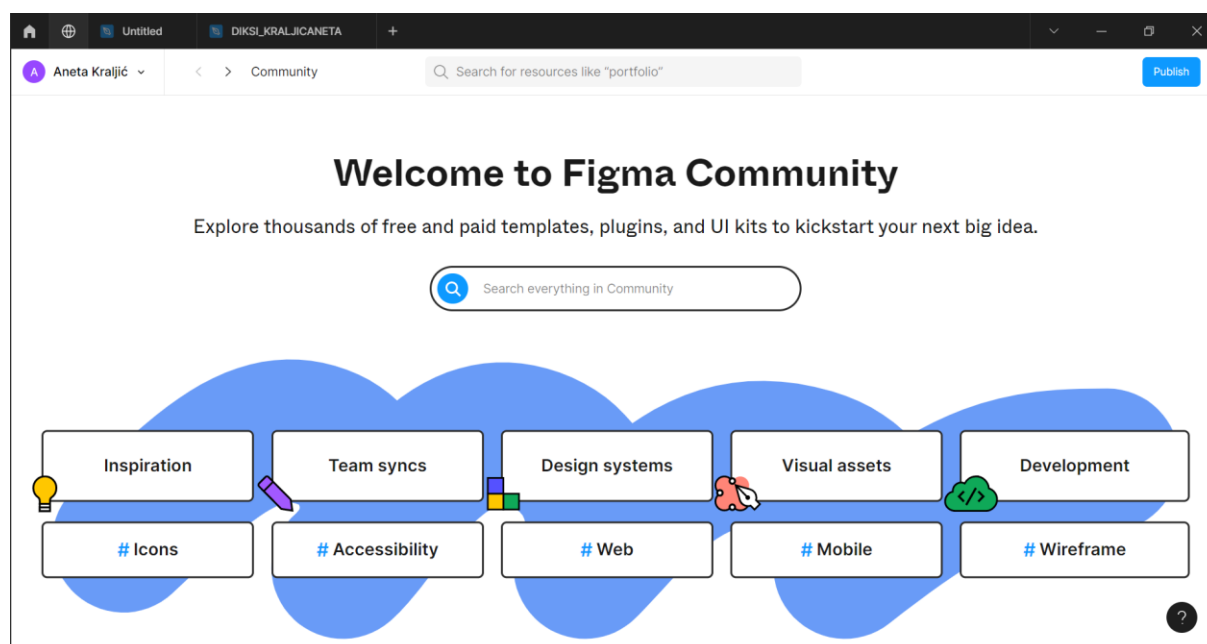 Untitled
DIKSI_KRALJICANETA
+
A
Aneta Kraljić
Community
Search for resources like "portfolio"
Publish
Welcome to Figma Community
Explore thousands of free and paid templates, plugins, and UI kits to kickstart your next big idea.
Search everything in Community
Inspiration
Team syncs
Design systems
Visual assets
Development
</>
# Icons
# Accessibility
# Web
# Mobile
# Wireframe
?